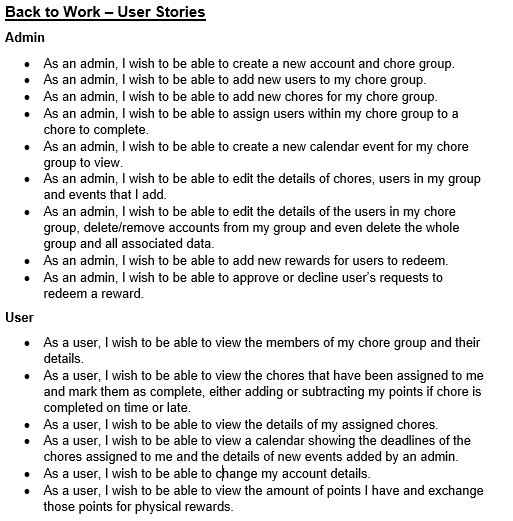 Back to Work – User Stories
Admin
• As an admin, I wish to be able to create a new account and chore group.
• As an admin, I wish to be able to add new users to my chore group.
• As an admin, I wish to be able to add new chores for my chore group.
• As an admin, I wish to be able to assign users within my chore group to a
chore to complete.
• As an admin, I wish to be able to create a new calendar event for my chore
group to view.
• As an admin, I wish to be able to edit the details of chores, users in my group
and events that I add.
• As an admin, I wish to be able to edit the details of the users in my chore
group, delete/remove accounts from my group and even delete the whole
group and all associated data.
• As an admin, I wish to be able to add new rewards for users to redeem.
• As an admin, I wish to be able to approve or decline user's requests to
redeem a reward.
User
• As a user, I wish to be able to view the members of my chore group and their
details.
• As a user, I wish to be able to view the chores that have been assigned to me
and mark them as complete, either adding or subtracting my points if chore is
completed on time or late.
• As a user, I wish to be able to view the details of my assigned chores.
• As a user, I wish to be able to view a calendar showing the deadlines of the
chores assigned to me and the details of new events added by an admin.
• As a user, I wish to be able to change my account details.
• As a user, I wish to be able to view the amount of points I have and exchange
those points for physical rewards.